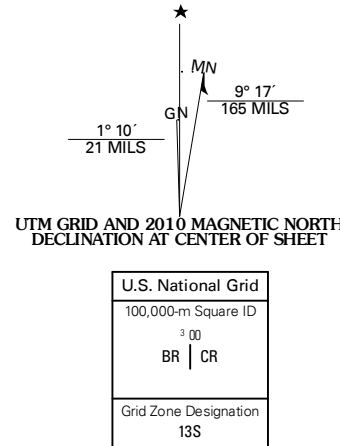 ★
MN
GN
9° 17´
165 MILS
1° 10´
21 MILS
UTM GRID AND 2010 MAGNETIC NORTH
DECLINATION AT CENTER OF SHEET
U.S. National Grid
100,000-m Square ID
3 00
BR | CR
Grid Zone Designation
13S